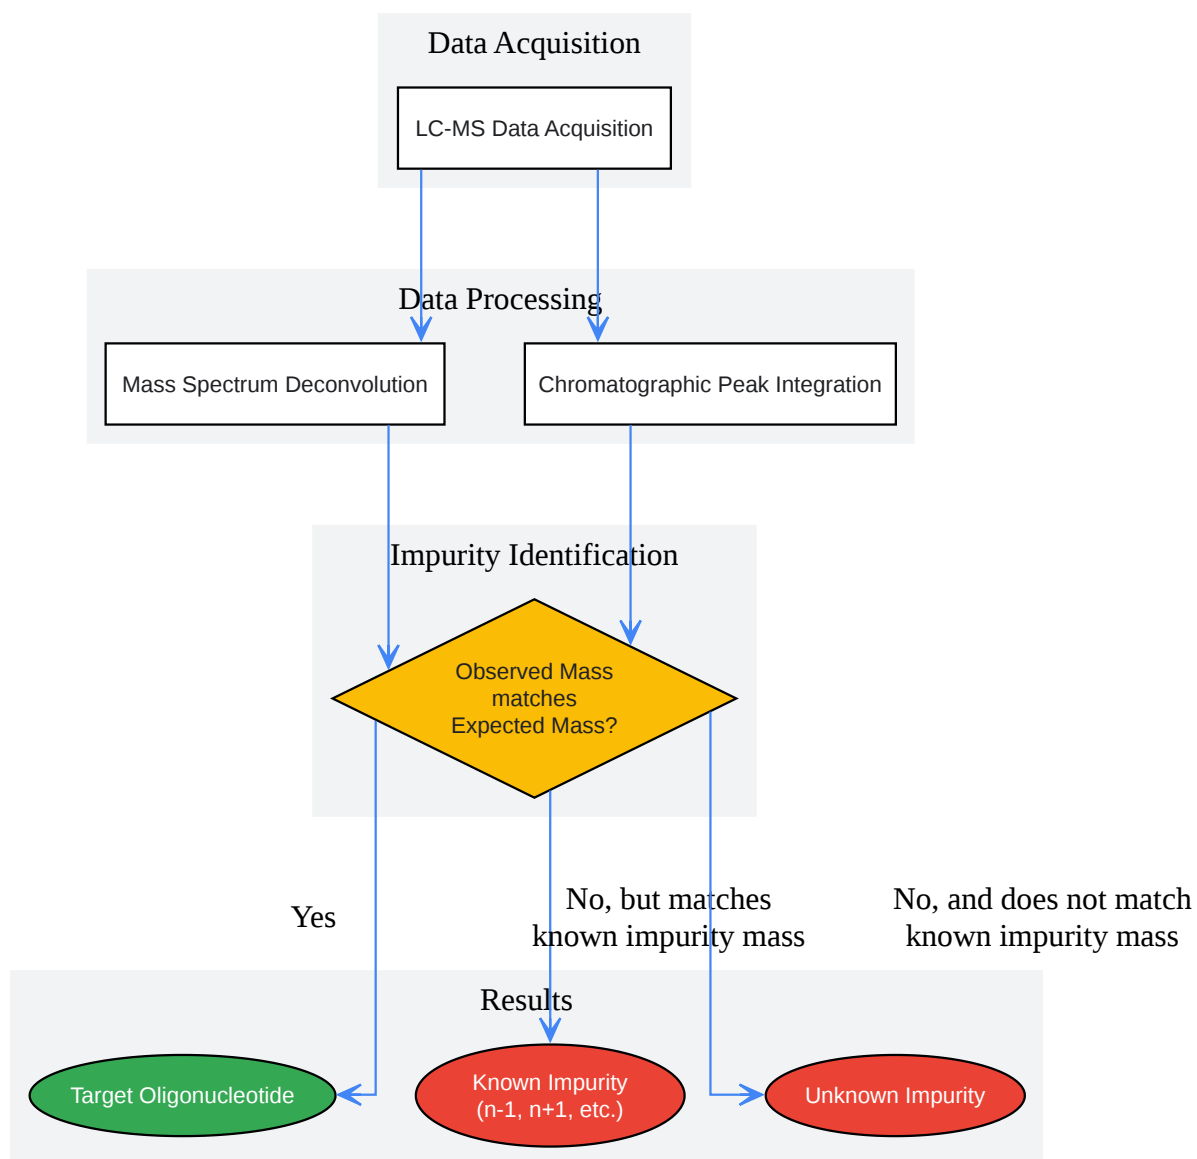 Data Acquisition
LC-MS Data Acquisition
Data Processing
Mass Spectrum Deconvolution
Chromatographic Peak Integration
Impurity Identification
Observed Mass
matches
Expected Mass?
Yes
No, but matches
known impurity mass
No, and does not match
known impurity mass
Results
Target Oligonucleotide
Known Impurity
(n-1, n+1, etc.)
Unknown Impurity